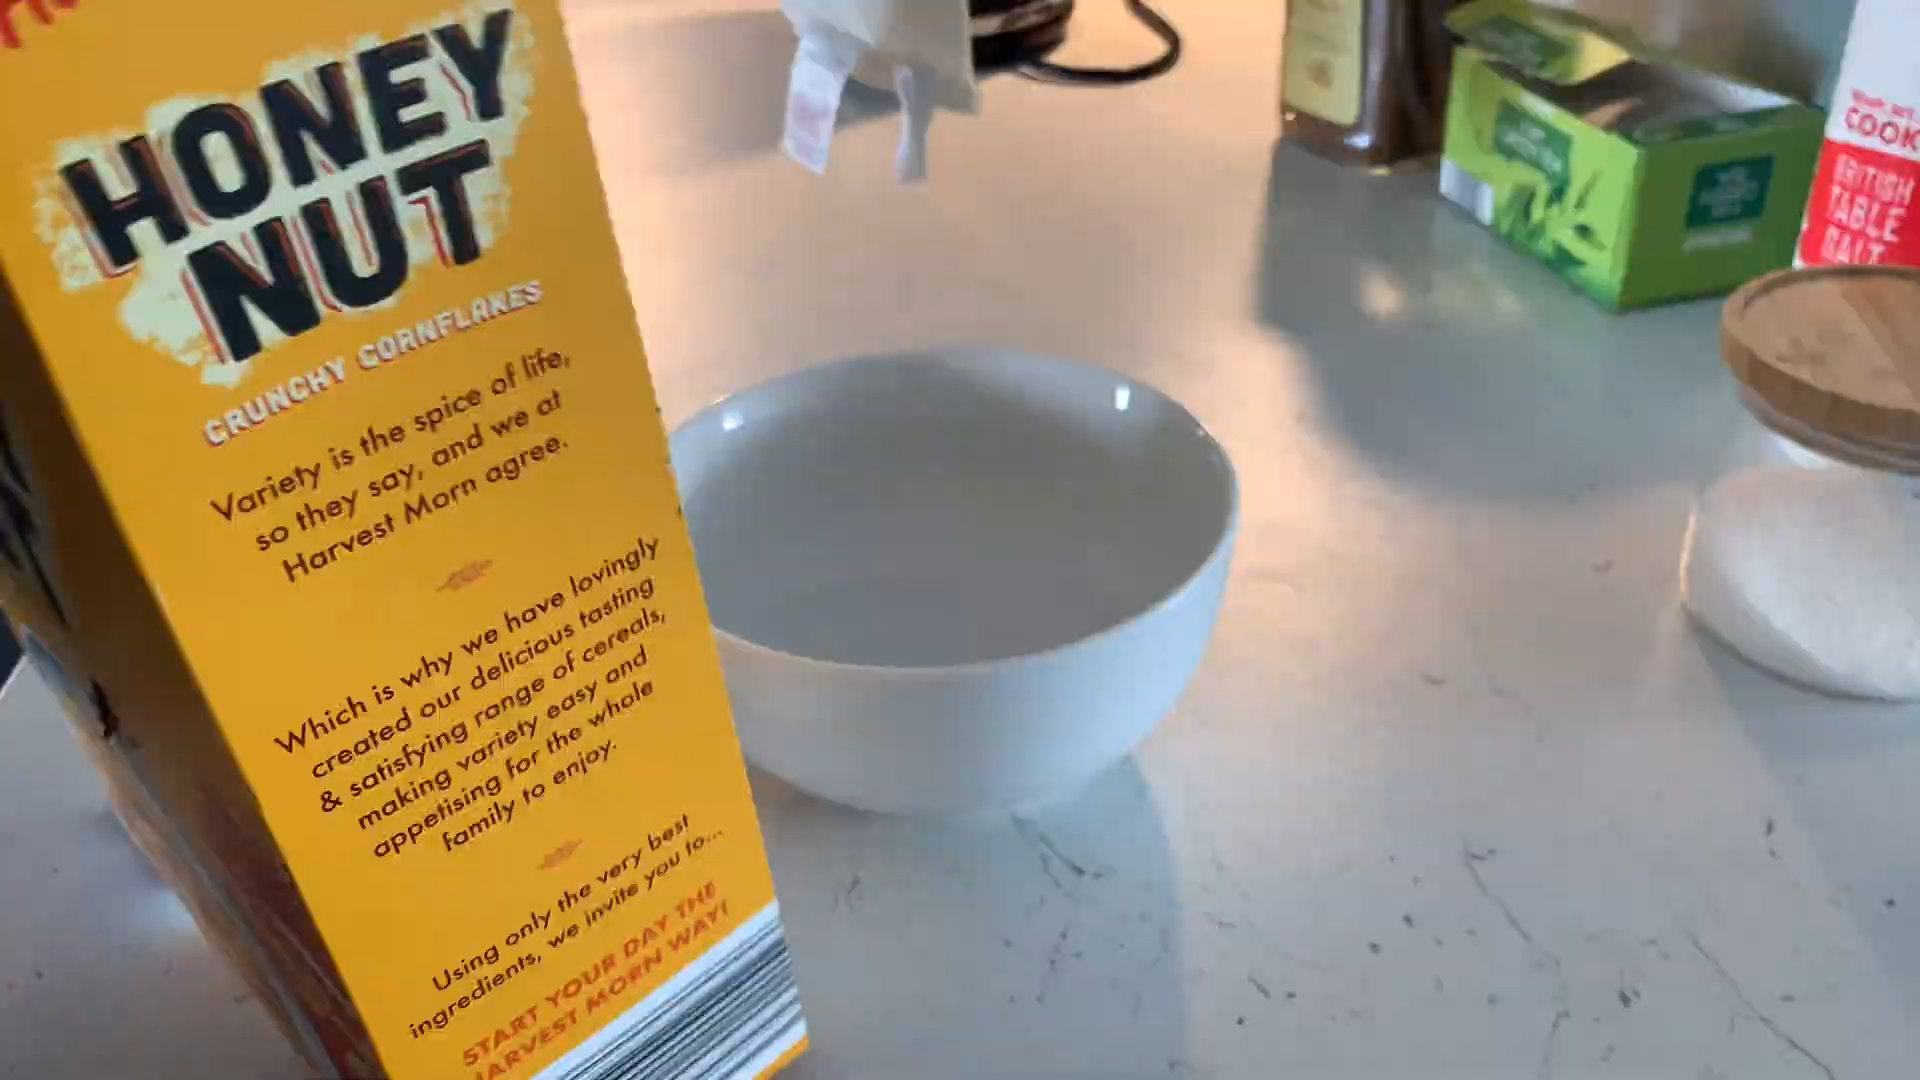 HONEY
NUT
CRUNCHY CORNFLAKES
Variety is the spice of life,
so they say, and we at
Harvest Morn agree.
Which is why we have lovingly
created our delicious tasting
& satisfying range of cereals,
making variety easy and
appetising for the whole
family to enjoy.
Using only the very best
ingredients, we invite you to...
START YOUR DAY THE
HARVEST MORN WAY!
COOK
BRITISH
TABLE
SALT